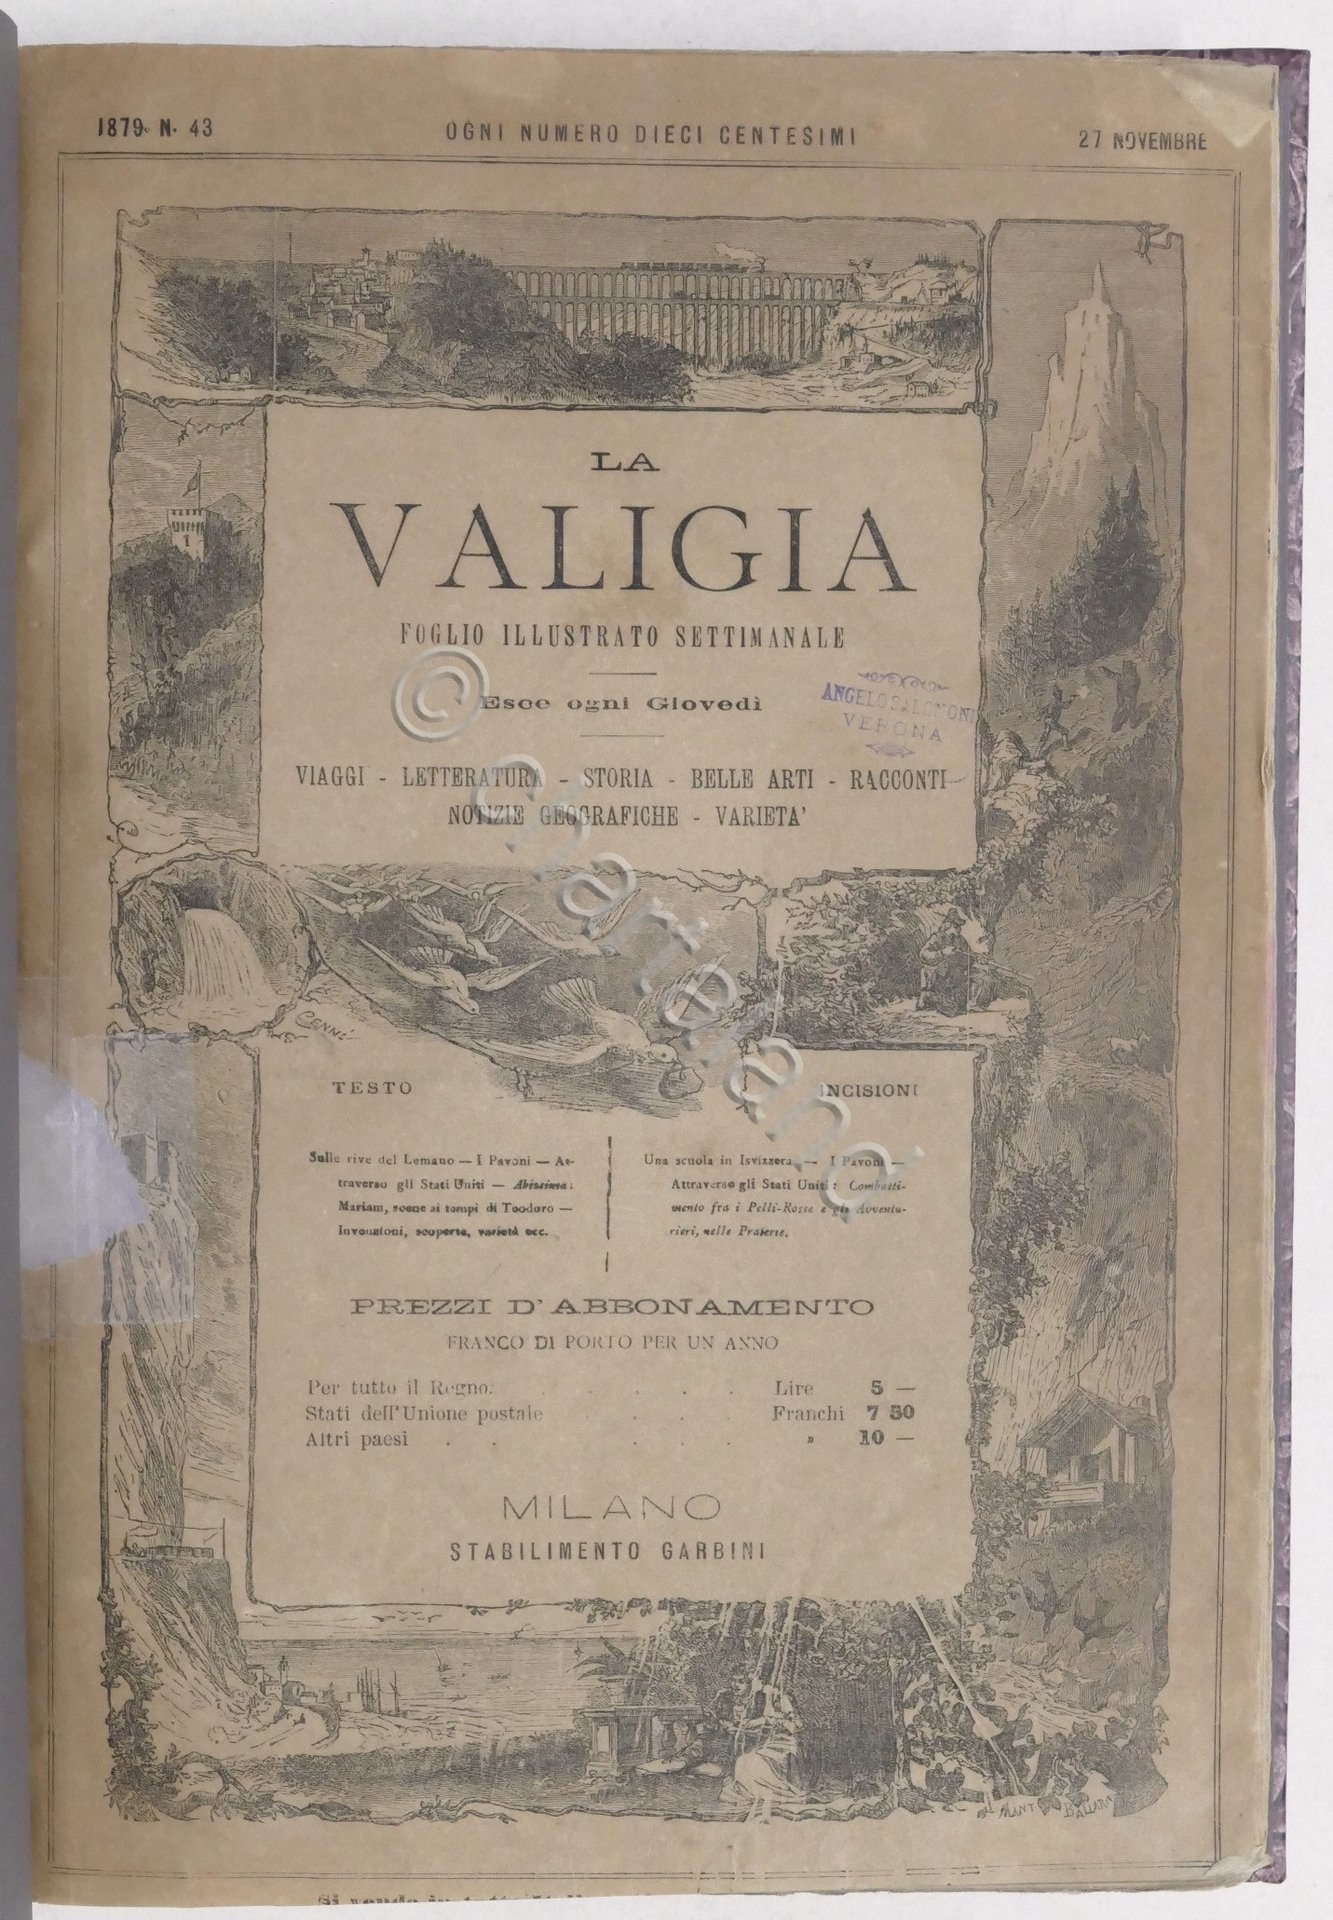 1879 N. 43
OGNI NUMERO DIECI CENTESIMI
27 NOVEMBRE
LA
VALIGIA
FOGLIO ILLUSTRATO SETTIMANALE
Esce ogni Giovedì
ANGELO SALOMONI
VERONA
VIAGGI - LETTERATURA - STORIA - BELLE ARTI - RACCONTI
NOTIZIE GEOGRAFICHE - VARIETA'
CENNI
TESTO
Sulle rive del Lemano — I Pavoni — At-
traverso gli Stati Uniti — Abissinia:
Mariam, scene ai tempi di Teodoro —
Invenzioni, scoperte, varietà ecc.
INCISIONI
Una scuola in Isvizzera — I Pavoni —
Attraverso gli Stati Uniti: Combatti-
mento fra i Pelli-Rosse e gli Avventu-
rieri, nelle Praterie.
PREZZI D'ABBONAMENTO
FRANCO DI PORTO PER UN ANNO
Per tutto il Regno. . . . . . Lire 5 —
Stati dell'Unione postale . . . . Franchi 7 50
Altri paesi . . . . . » 10 —
MILANO
STABILIMENTO GARBINI
© chartaland